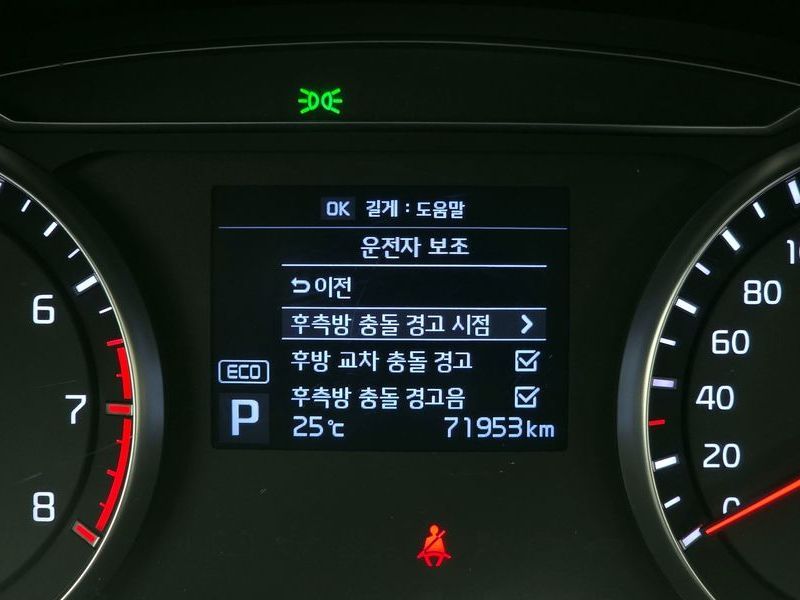 OK 길게 : 도움말
운전자 보조
이전
후측방 충돌 경고 시점
후방 교차 충돌 경고
ECO
후측방 충돌 경고음
P
25℃ 71953km
6
7
8
80
60
40
20
0